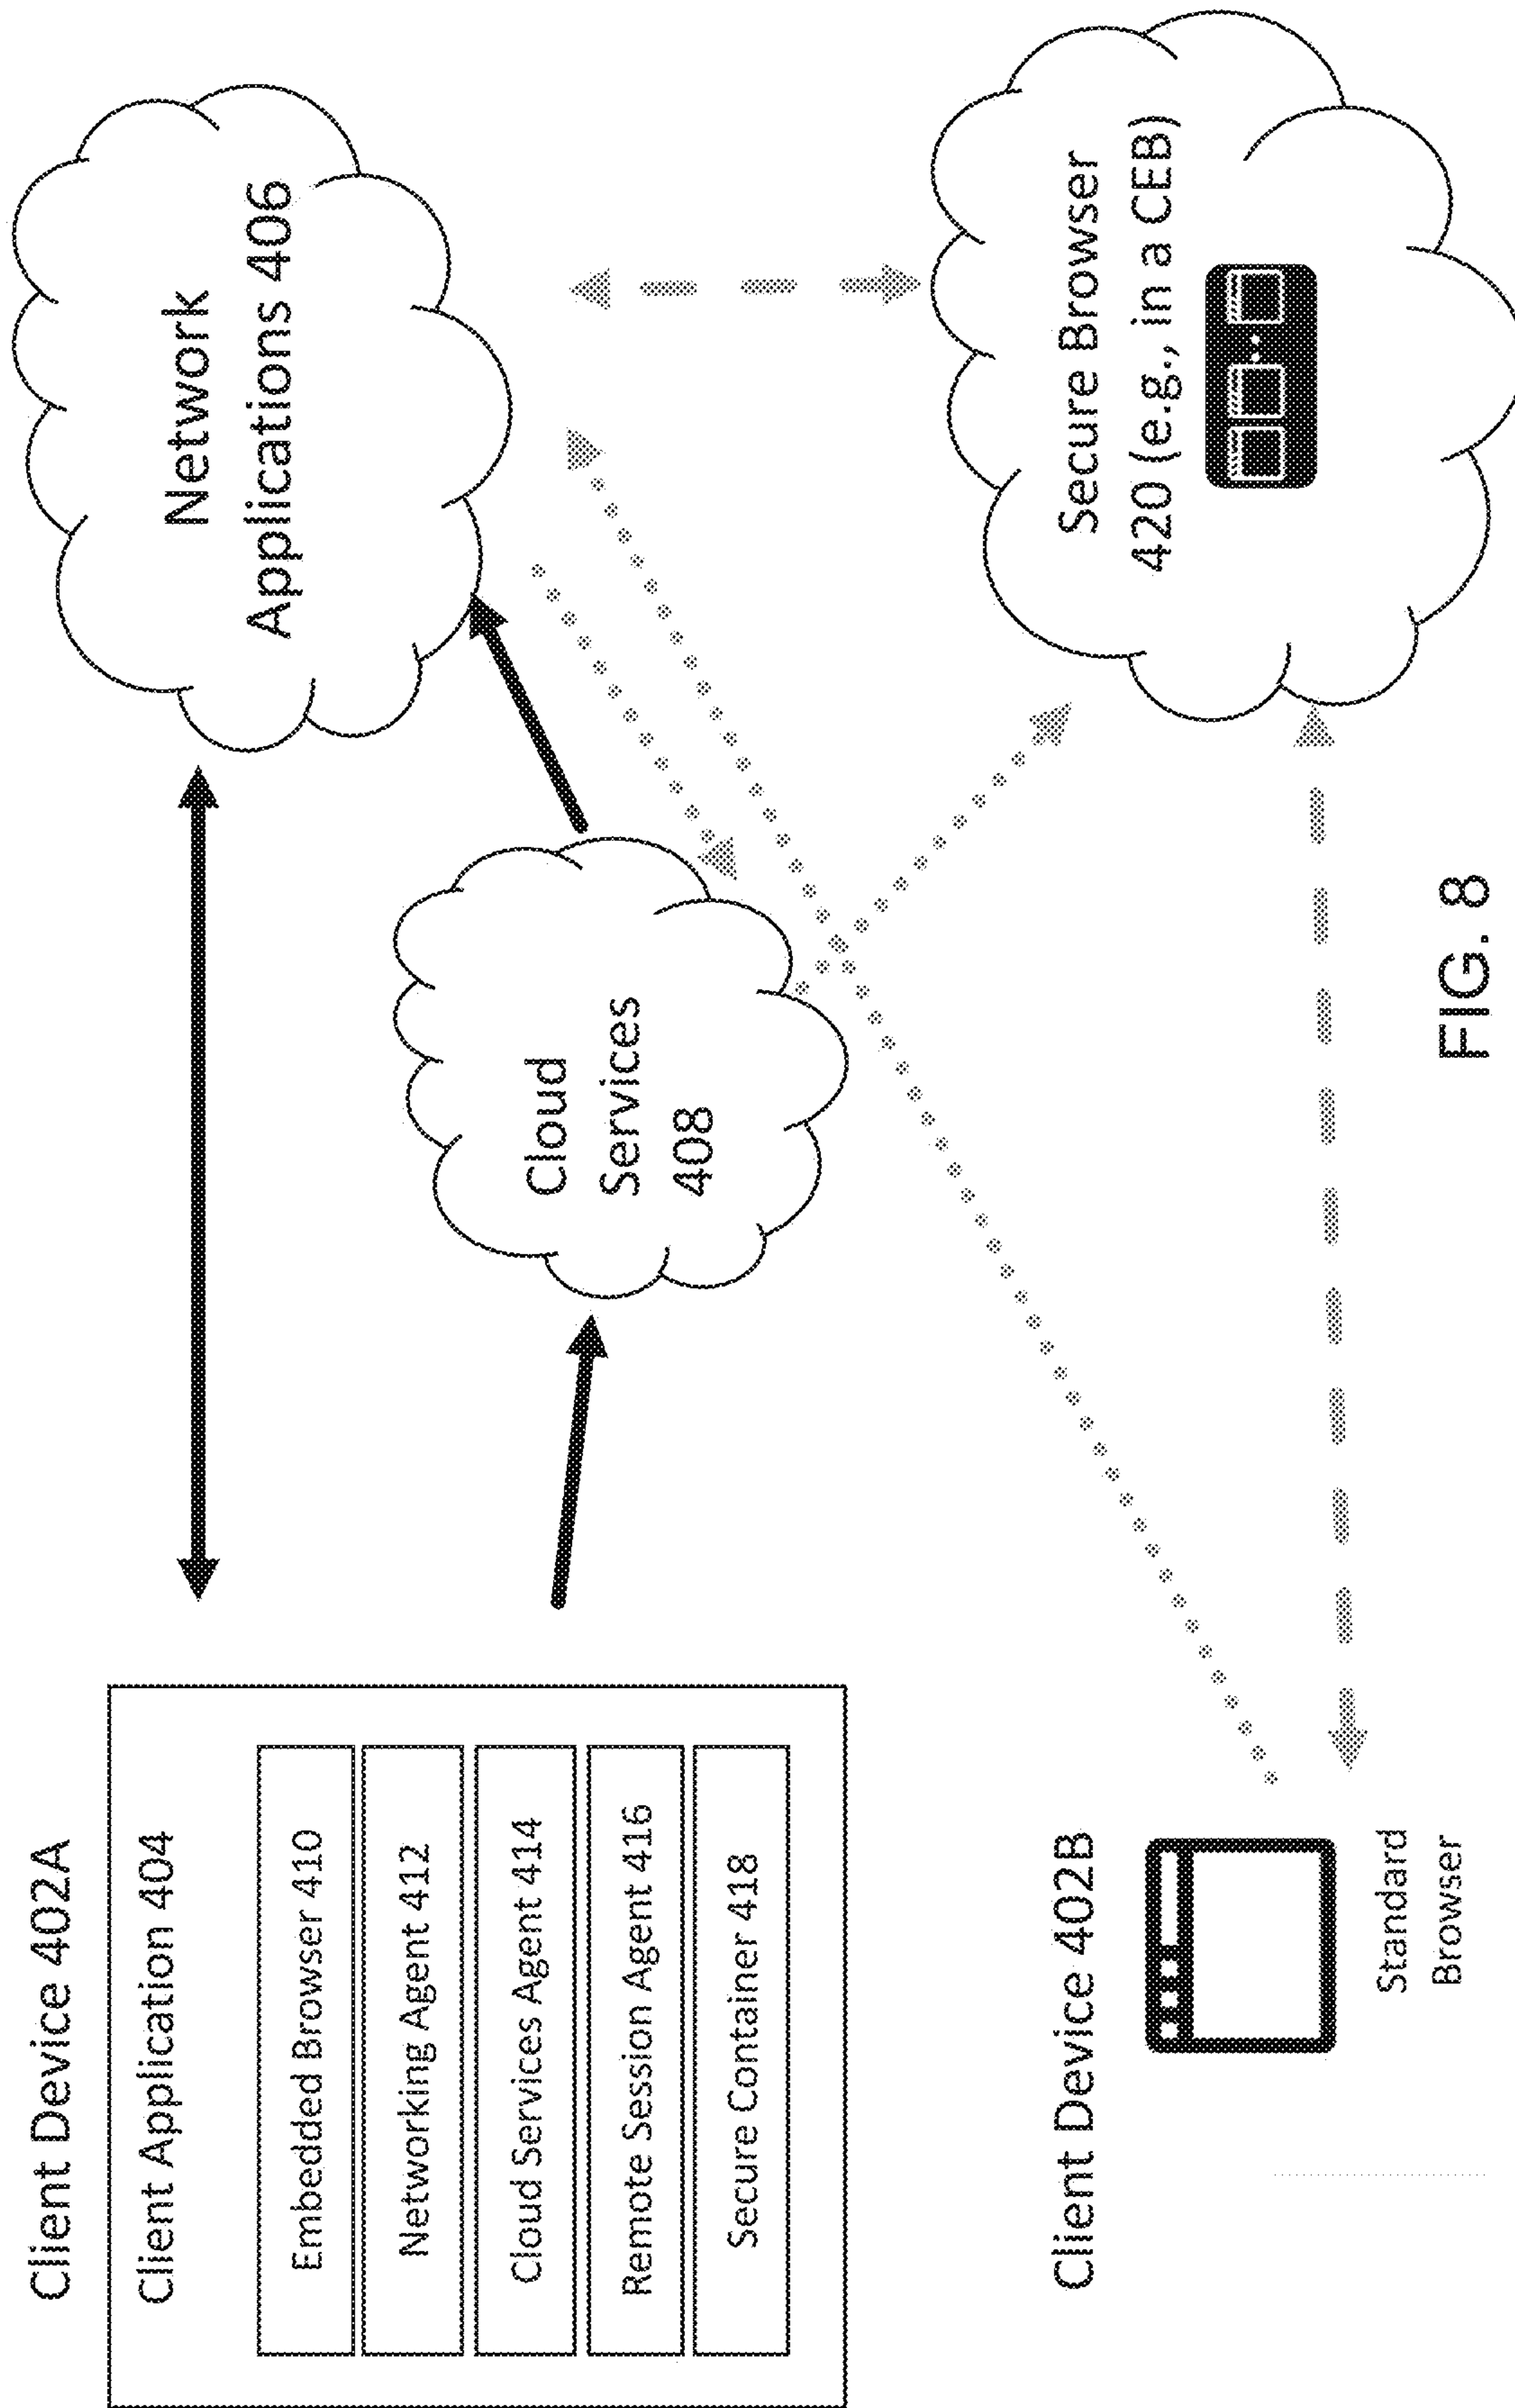 Client Device 402A
Client Application 404
Embedded Browser 410
Networking Agent 412
Cloud Services Agent 414
Remote Session Agent 416
Secure Container 418
Network
Applications 406
Cloud
Services
408
Client Device 402B
Standard
Browser
Secure Browser
420 (e.g., in a CEB)
FIG. 8